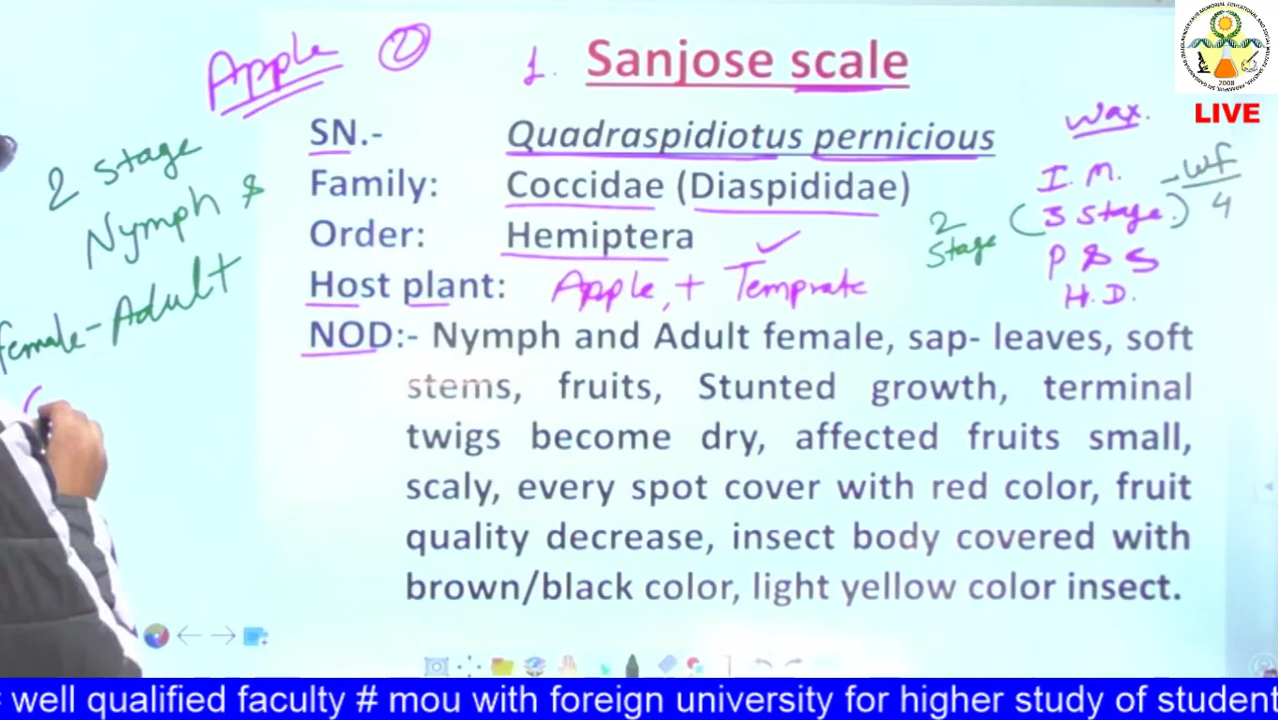 Apple 2
1. Sanjose scale
LIVE
2008
SN.- Quadraspidiotus pernicious
Family: Coccidae (Diaspididae)
Order: Hemiptera
Host plant: Apple, + Temprate
NOD:- Nymph and Adult female, sap- leaves, soft
stems, fruits, Stunted growth, terminal
twigs become dry, affected fruits small,
scaly, every spot cover with red color, fruit
quality decrease, insect body covered with
brown/black color, light yellow color insect.
2 stage
Nymph &
female-Adult
Wax.
I.M.
(3 Stage.)
P & S
H.D.
2
Stage
-Wf
4
# well qualified faculty # mou with foreign university for higher study of student